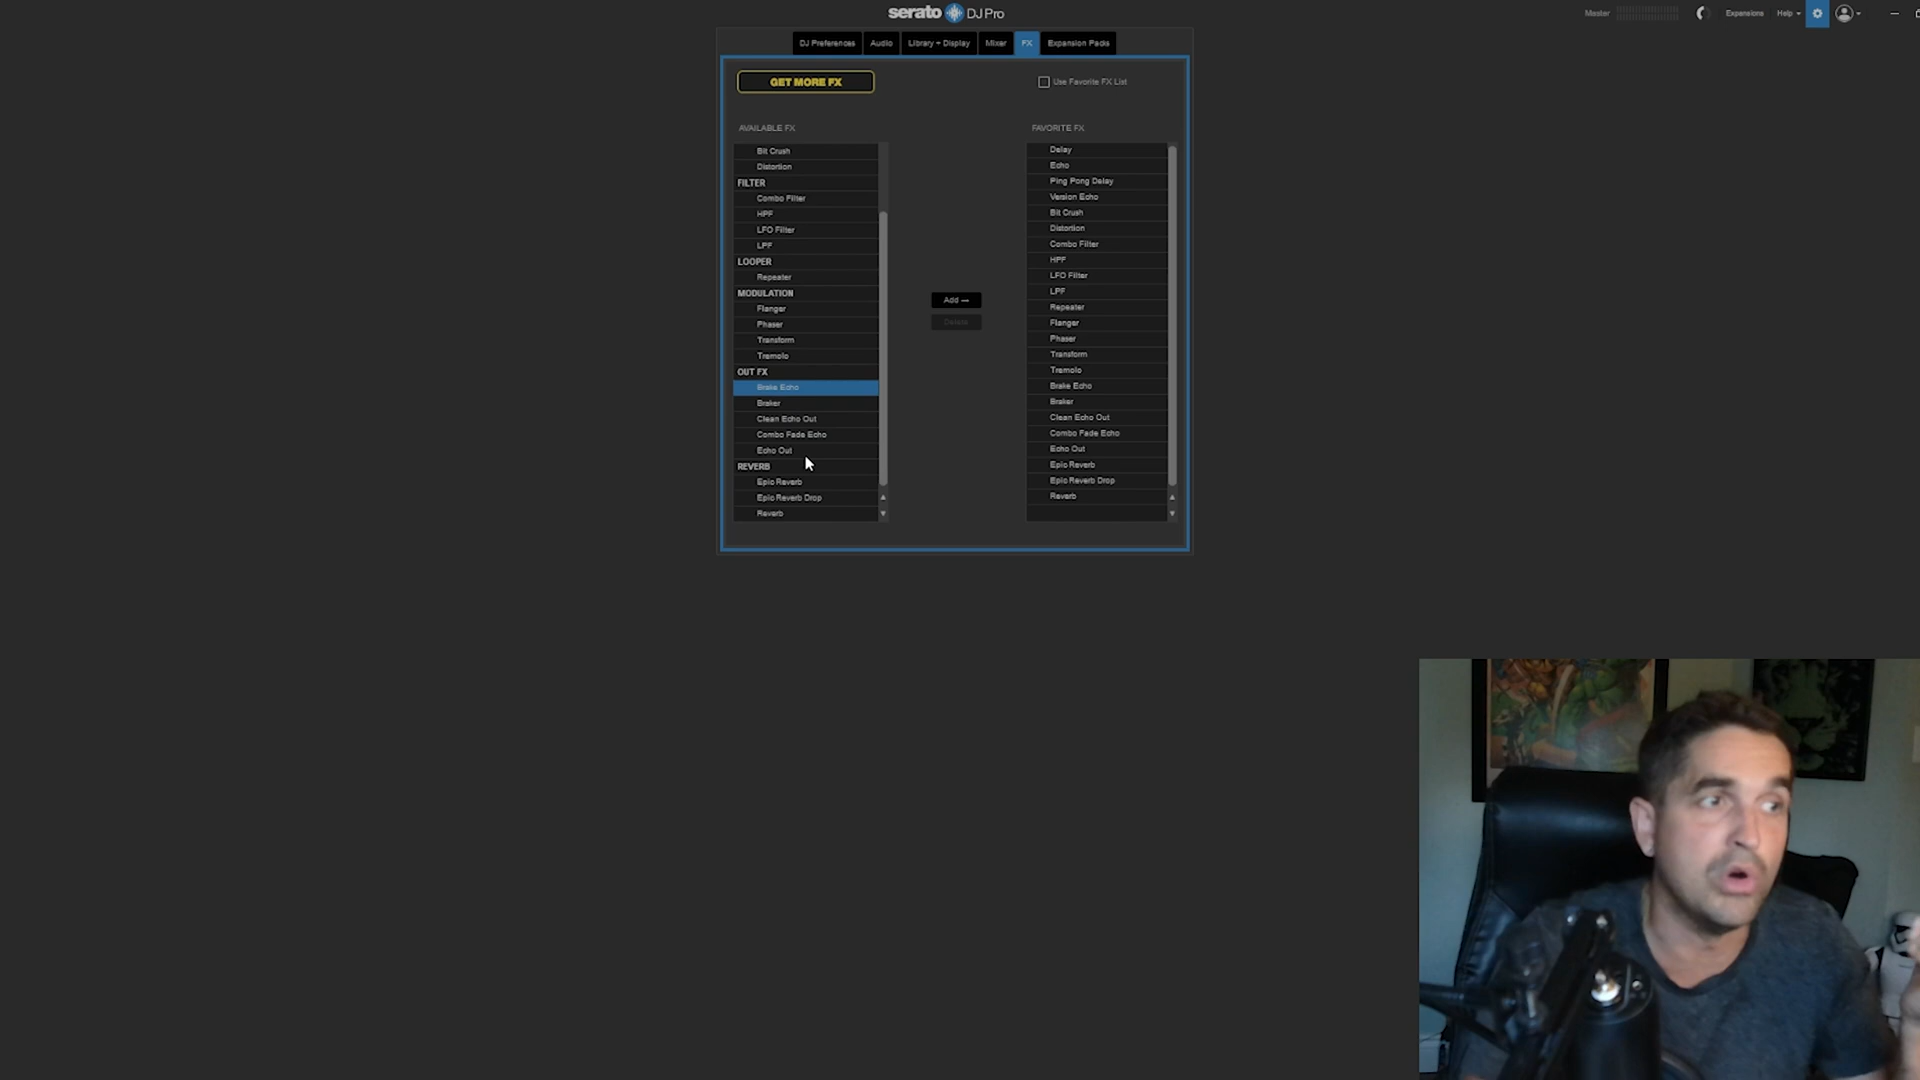 serato DJ Pro
Master
Expansions
Help
DJ Preferences
Audio
Library + Display
Mixer
FX
Expansion Packs
GET MORE FX
Use Favorite FX List
AVAILABLE FX
Bit Crush
Distortion
FILTER
Combo Filter
HPF
LFO Filter
LPF
LOOPER
Repeater
MODULATION
Flanger
Phaser
Transform
Tremolo
OUT FX
Brake Echo
Braker
Clean Echo Out
Combo Fade Echo
Echo Out
REVERB
Epic Reverb
Epic Reverb Drop
Reverb
Add
Delete
FAVORITE FX
Delay
Echo
Ping Pong Delay
Version Echo
Bit Crush
Distortion
Combo Filter
HPF
LFO Filter
LPF
Repeater
Flanger
Phaser
Transform
Tremolo
Brake Echo
Braker
Clean Echo Out
Combo Fade Echo
Echo Out
Epic Reverb
Epic Reverb Drop
Reverb